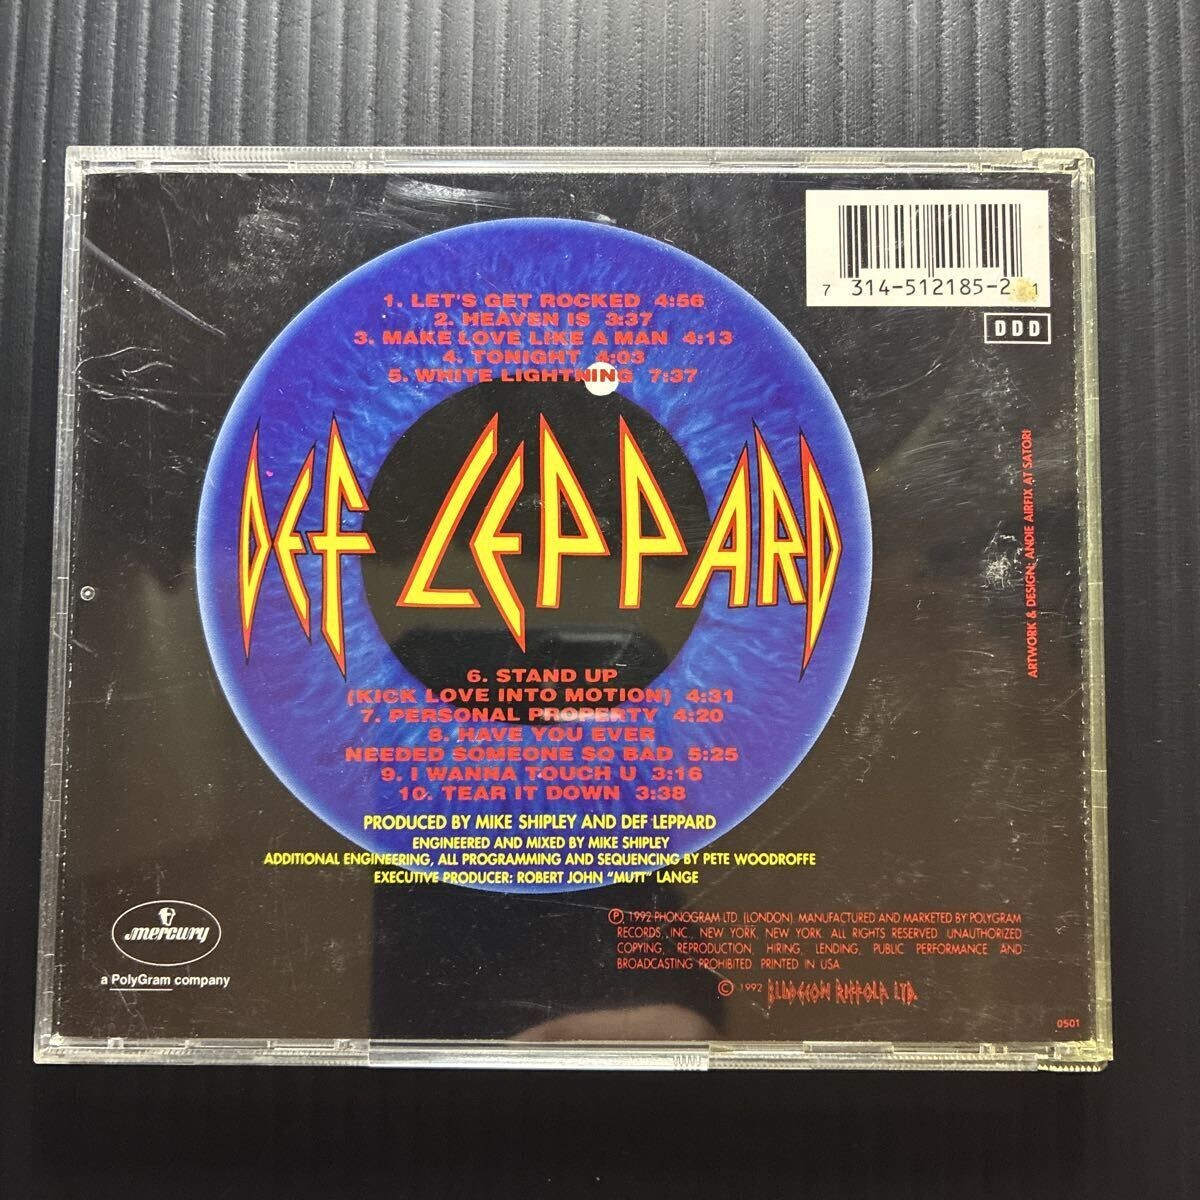 7 314-512185-2 1
DDD
1. LET'S GET ROCKED 4:56
2. HEAVEN IS 3:37
3. MAKE LOVE LIKE A MAN 4:13
4. TONIGHT 4:03
5. WHITE LIGHTNING 7:37
DEF LEPPARD
6. STAND UP
(KICK LOVE INTO MOTION) 4:31
7. PERSONAL PROPERTY 4:20
8. HAVE YOU EVER
NEEDED SOMEONE SO BAD 5:25
9. I WANNA TOUCH U 3:16
10. TEAR IT DOWN 3:38
PRODUCED BY MIKE SHIPLEY AND DEF LEPPARD
ENGINEERED AND MIXED BY MIKE SHIPLEY
ADDITIONAL ENGINEERING, ALL PROGRAMMING AND SEQUENCING BY PETE WOODROFFE
EXECUTIVE PRODUCER: ROBERT JOHN "MUTT" LANGE
ARTWORK & DESIGN: ANDIE AIRFIX AT SATORI
mercury
a PolyGram company
℗ 1992 PHONOGRAM LTD. (LONDON). MANUFACTURED AND MARKETED BY POLYGRAM
RECORDS, INC., NEW YORK, NEW YORK. ALL RIGHTS RESERVED. UNAUTHORIZED
COPYING, REPRODUCTION, HIRING, LENDING, PUBLIC PERFORMANCE AND
BROADCASTING PROHIBITED. PRINTED IN USA.
© 1992 BLUDGEON RIFFOLA LTD.
0501